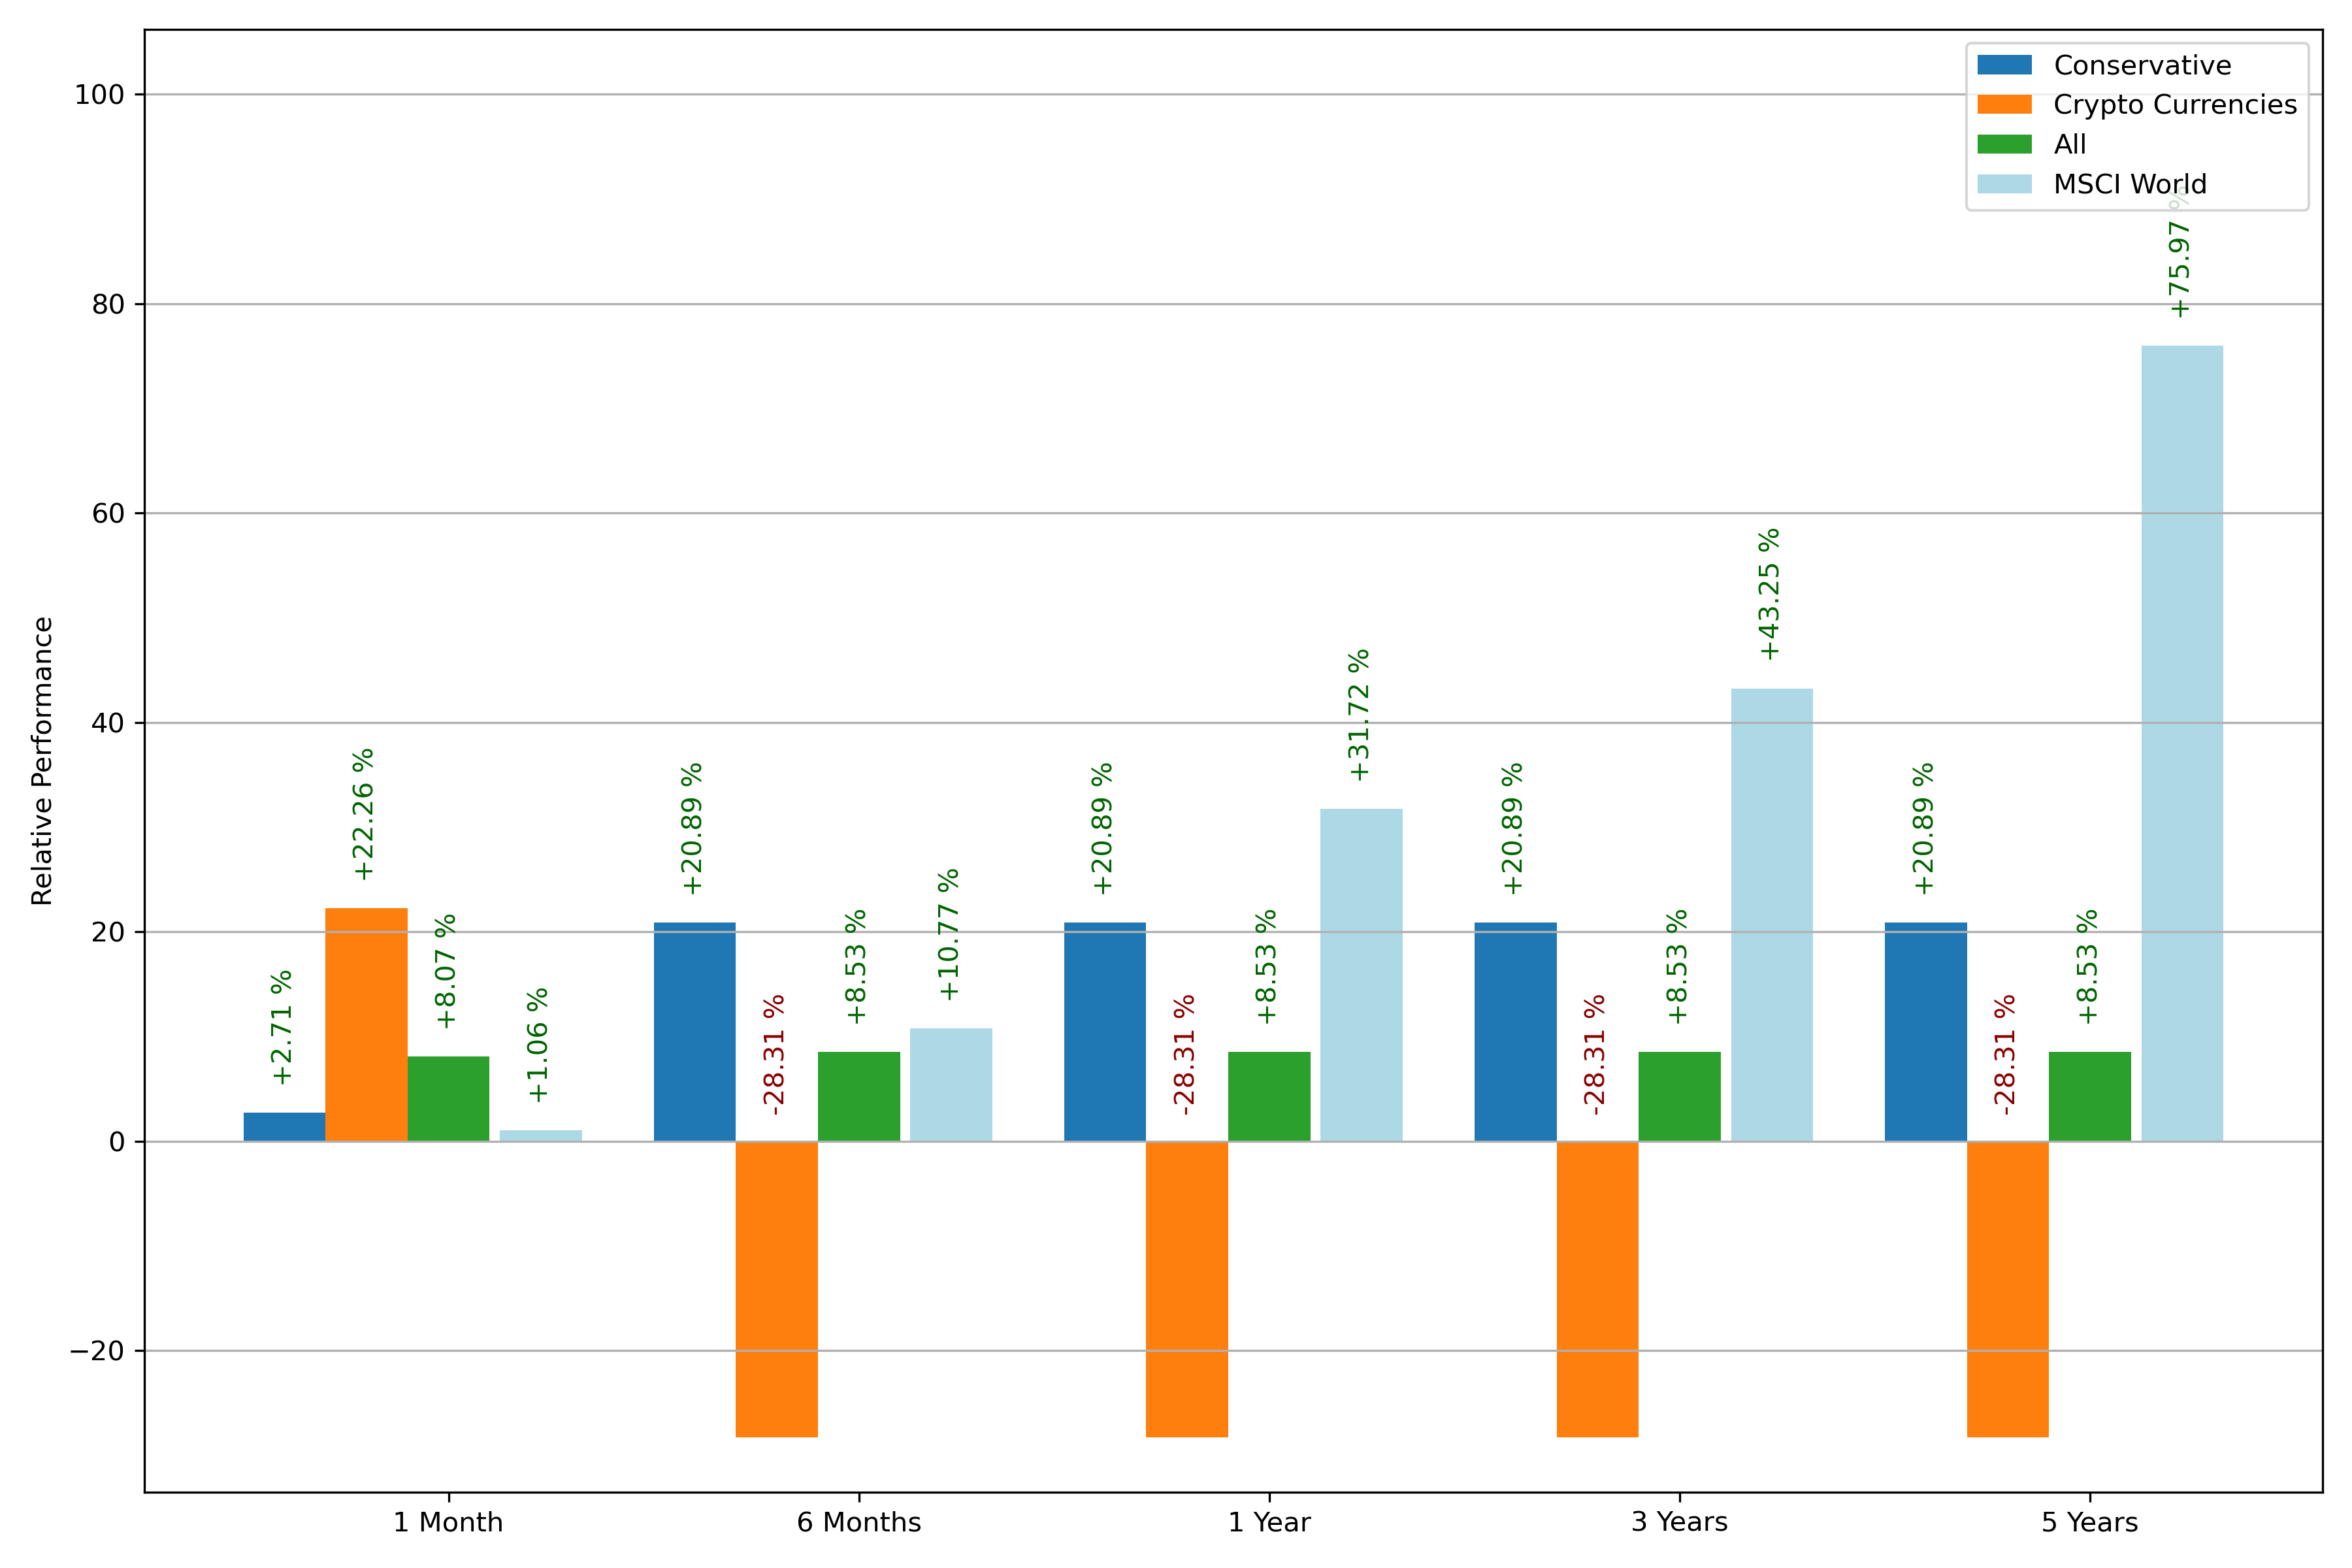 Relative Performance
100
80
60
40
20
0
−20
Conservative
Crypto Currencies
All
MSCI World
+2.71 %
+22.26 %
+8.07 %
+1.06 %
+20.89 %
-28.31 %
+8.53 %
+10.77 %
+20.89 %
-28.31 %
+8.53 %
+31.72 %
+20.89 %
-28.31 %
+8.53 %
+43.25 %
+20.89 %
-28.31 %
+8.53 %
+75.97 %
1 Month
6 Months
1 Year
3 Years
5 Years